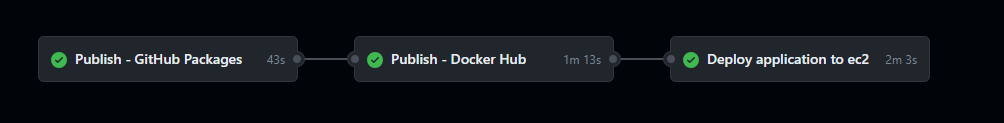 Publish - GitHub Packages 43s
Publish - Docker Hub 1m 13s
Deploy application to ec2 2m 3s